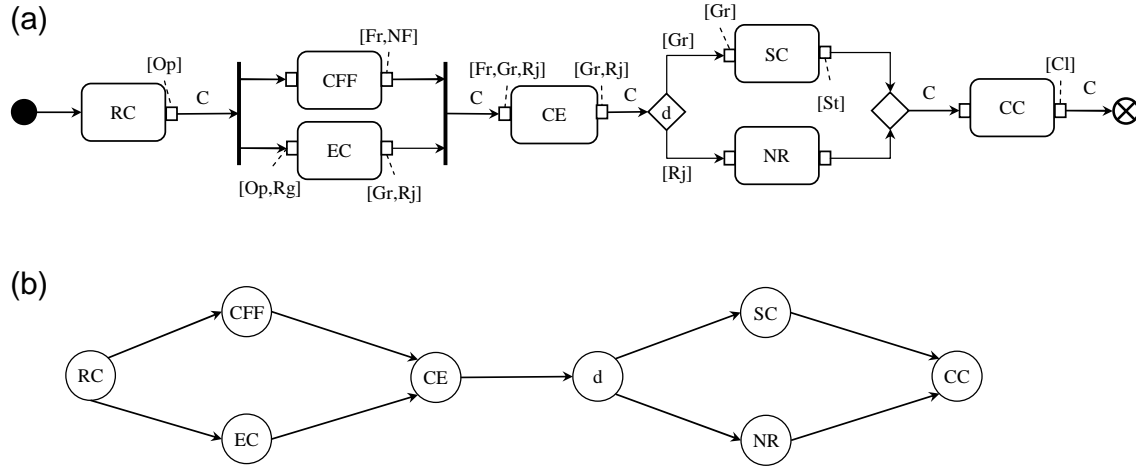 (a)
[Op]
RC
C
[Fr,NF]
CFF
EC
[Op,Rg]
[Gr,Rj]
C
[Fr,Gr,Rj]
[Gr,Rj]
CE
C
d
[Gr]
[Gr]
SC
[St]
[Rj]
NR
C
[Cl]
CC
C
(b)
RC
CFF
EC
CE
d
SC
NR
CC